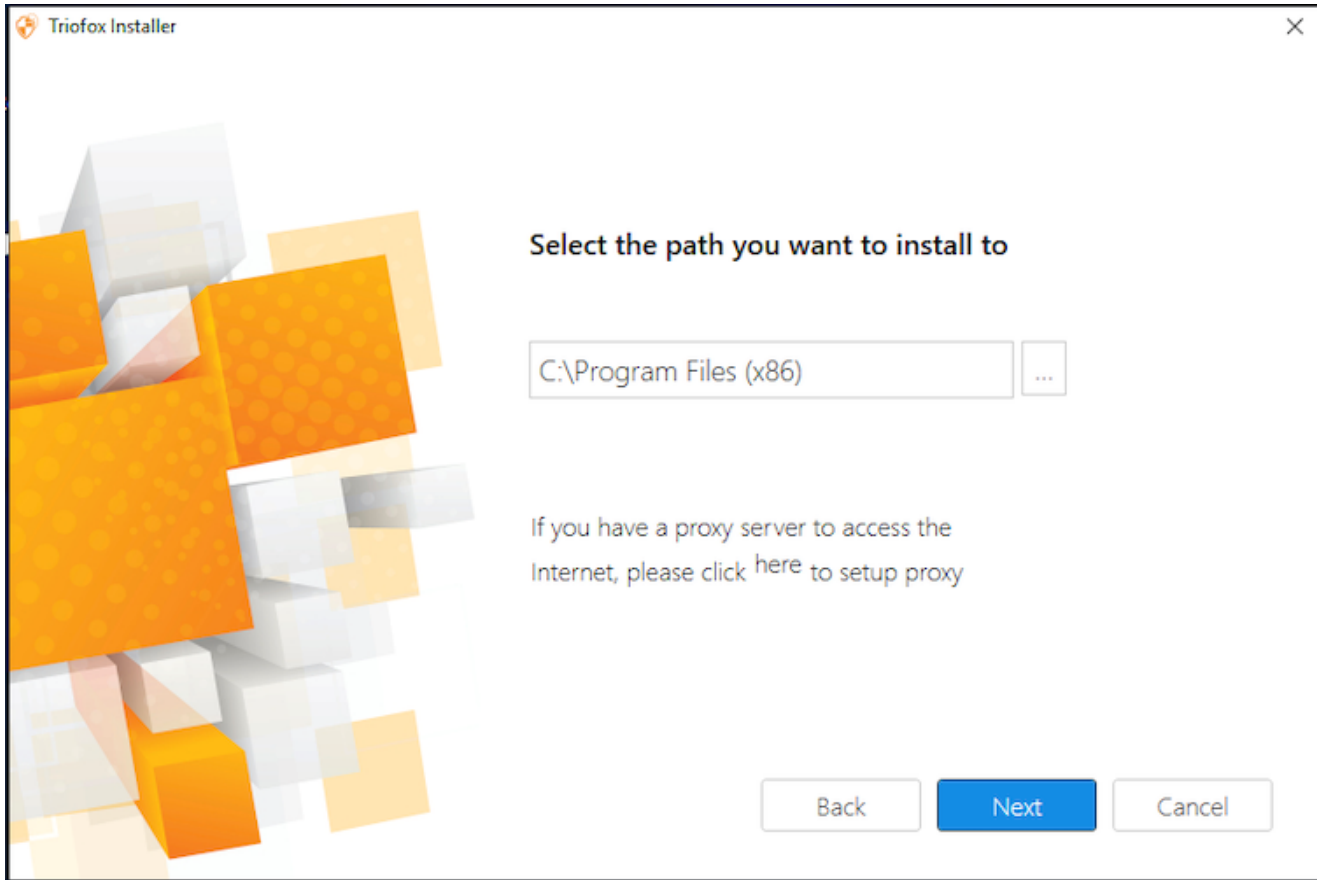 Triofox Installer
Select the path you want to install to
C:\Program Files (x86)
...
If you have a proxy server to access the
Internet, please click here to setup proxy
Back Next Cancel